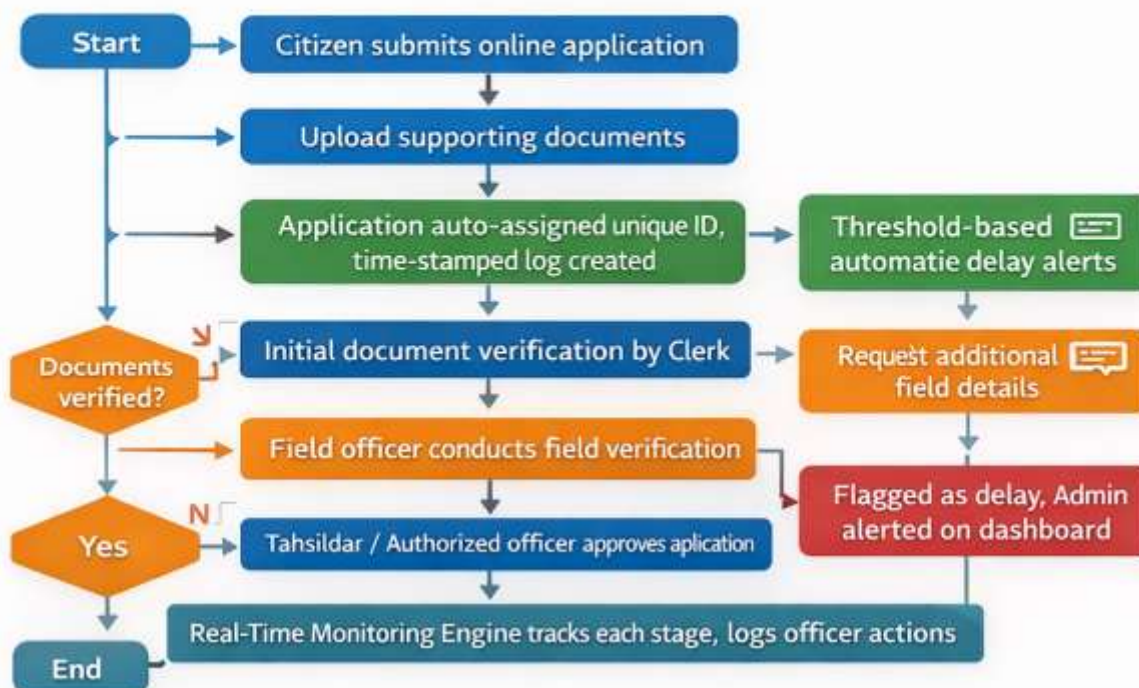 Start
Citizen submits online application
Upload supporting documents
Application auto-assigned unique ID,
time-stamped log created
Threshold-based
automatie delay alerts
Documents
verified?
Initial document verification by Clerk
Request additional
field details
Field officer conducts field verification
Flagged as delay, Admin
alerted on dashboard
Yes
N
Tahsildar / Authorized officer approves aplication
Real-Time Monitoring Engine tracks each stage, logs officer actions
End